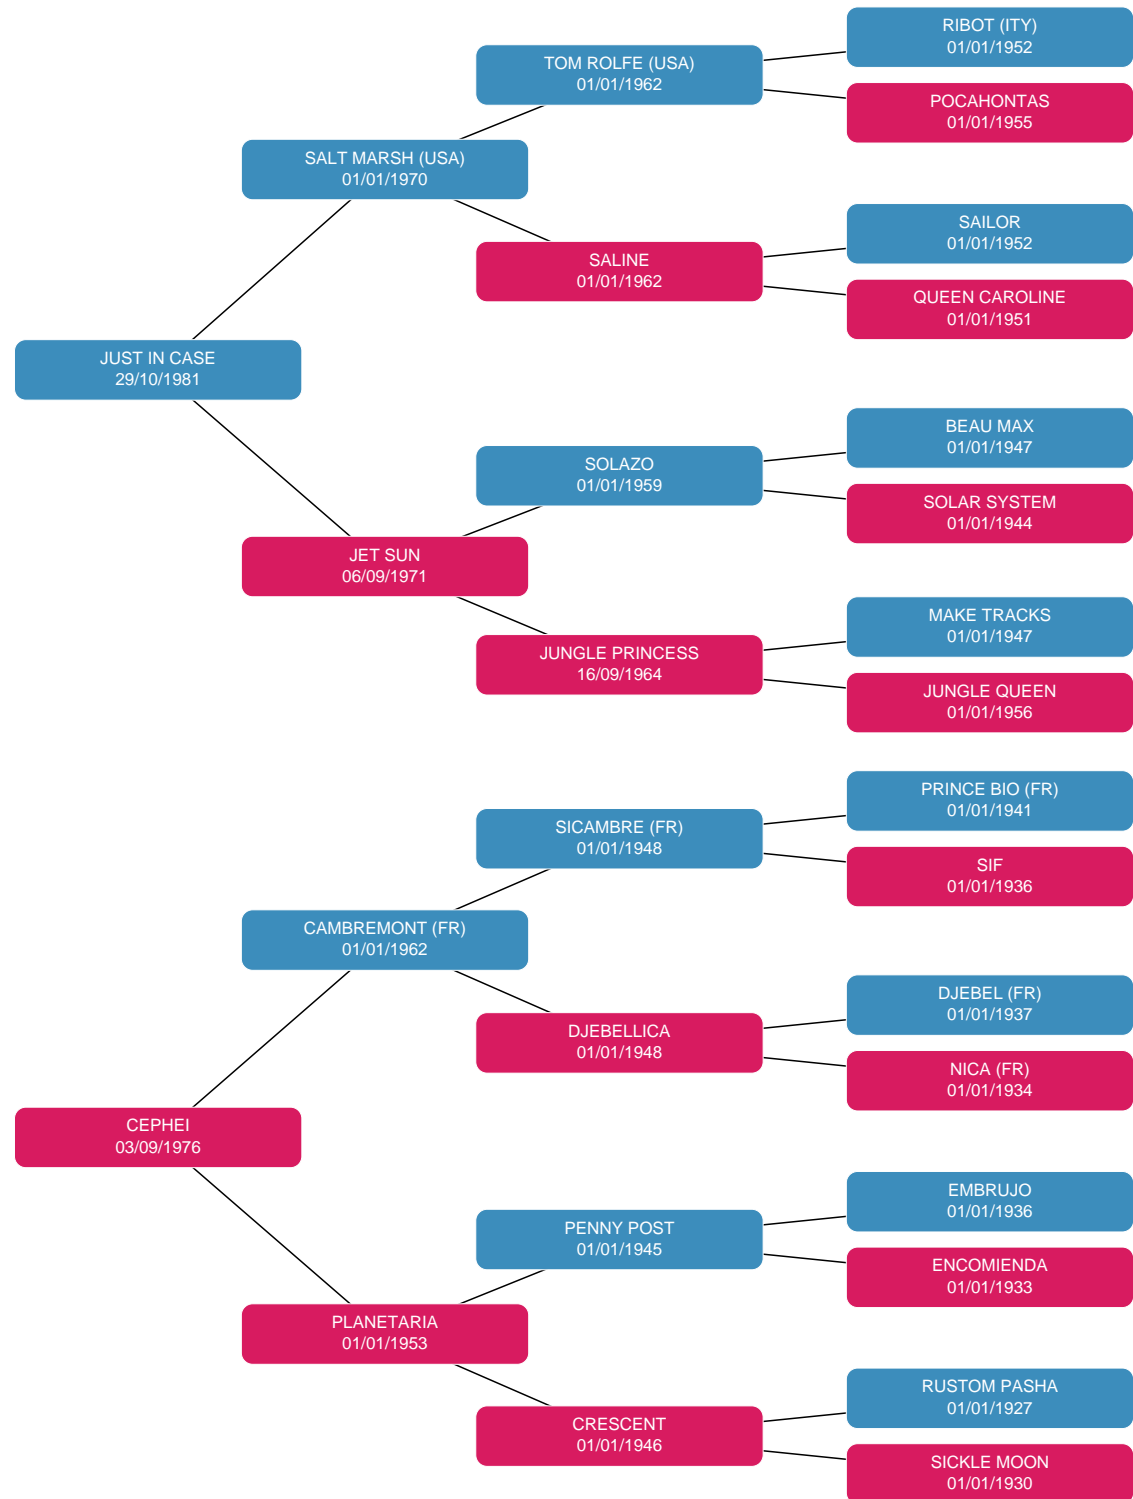 RIBOT (ITY)
01/01/1952
TOM ROLFE (USA)
01/01/1962
POCAHONTAS
01/01/1955
SALT MARSH (USA)
01/01/1970
SAILOR
01/01/1952
SALINE
01/01/1962
QUEEN CAROLINE
01/01/1951
JUST IN CASE
29/10/1981
BEAU MAX
01/01/1947
SOLAZO
01/01/1959
SOLAR SYSTEM
01/01/1944
JET SUN
06/09/1971
MAKE TRACKS
01/01/1947
JUNGLE PRINCESS
16/09/1964
JUNGLE QUEEN
01/01/1956
PRINCE BIO (FR)
01/01/1941
SICAMBRE (FR)
01/01/1948
SIF
01/01/1936
CAMBREMONT (FR)
01/01/1962
DJEBEL (FR)
01/01/1937
DJEBELLICA
01/01/1948
NICA (FR)
01/01/1934
CEPHEI
03/09/1976
EMBRUJO
01/01/1936
PENNY POST
01/01/1945
ENCOMIENDA
01/01/1933
PLANETARIA
01/01/1953
RUSTOM PASHA
01/01/1927
CRESCENT
01/01/1946
SICKLE MOON
01/01/1930